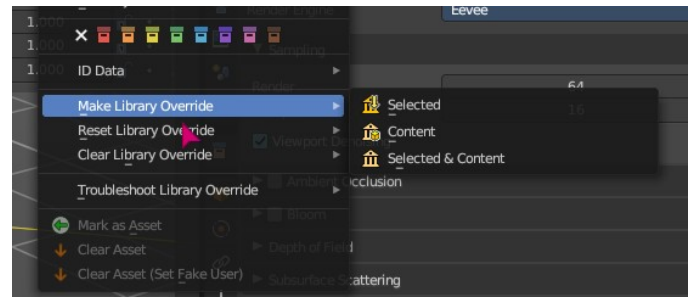 1.000
Render Engine
Eevee
1.000
Sampling
1.000
ID Data
Render
64
Make Library Override
Selected
16
Reset Library Override
Viewport Denoising
Content
Clear Library Override
Selected & Content
Troubleshoot Library Override
Ambient Occlusion
Mark as Asset
Bloom
Clear Asset
Depth of Field
Clear Asset (Set Fake User)
Subsurface Scattering